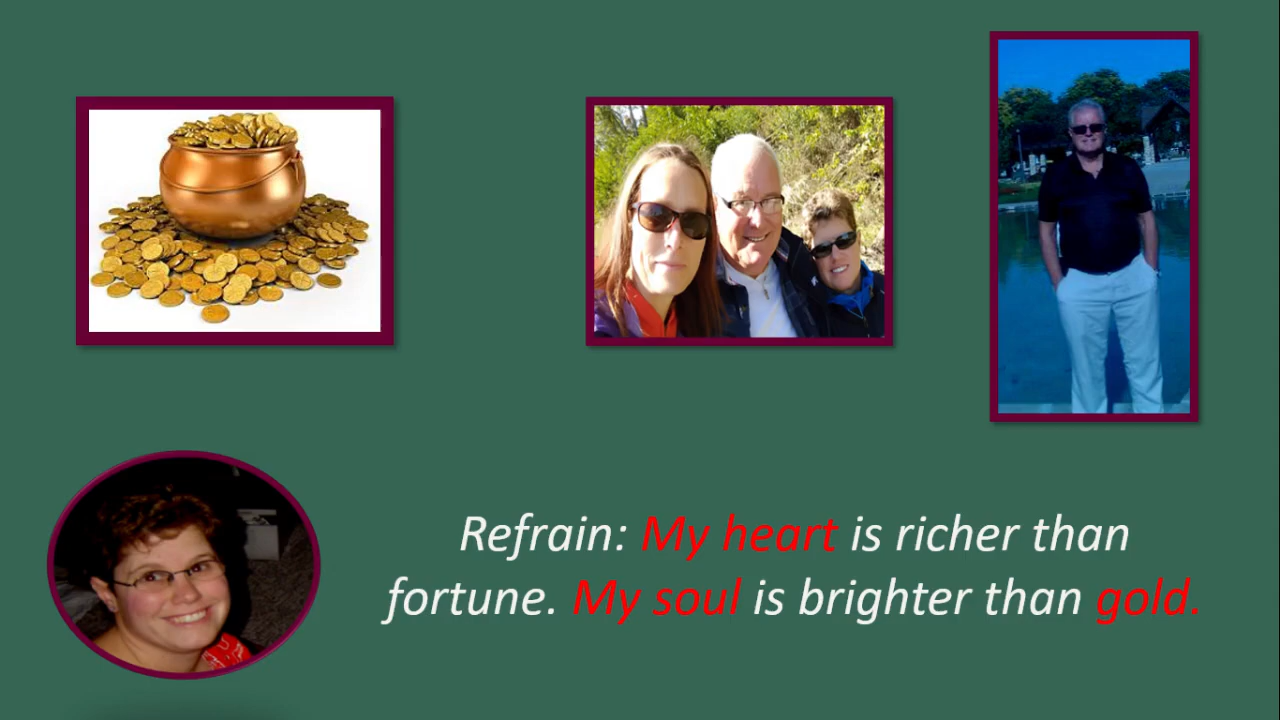 Refrain: My heart is richer than
fortune. My soul is brighter than gold.